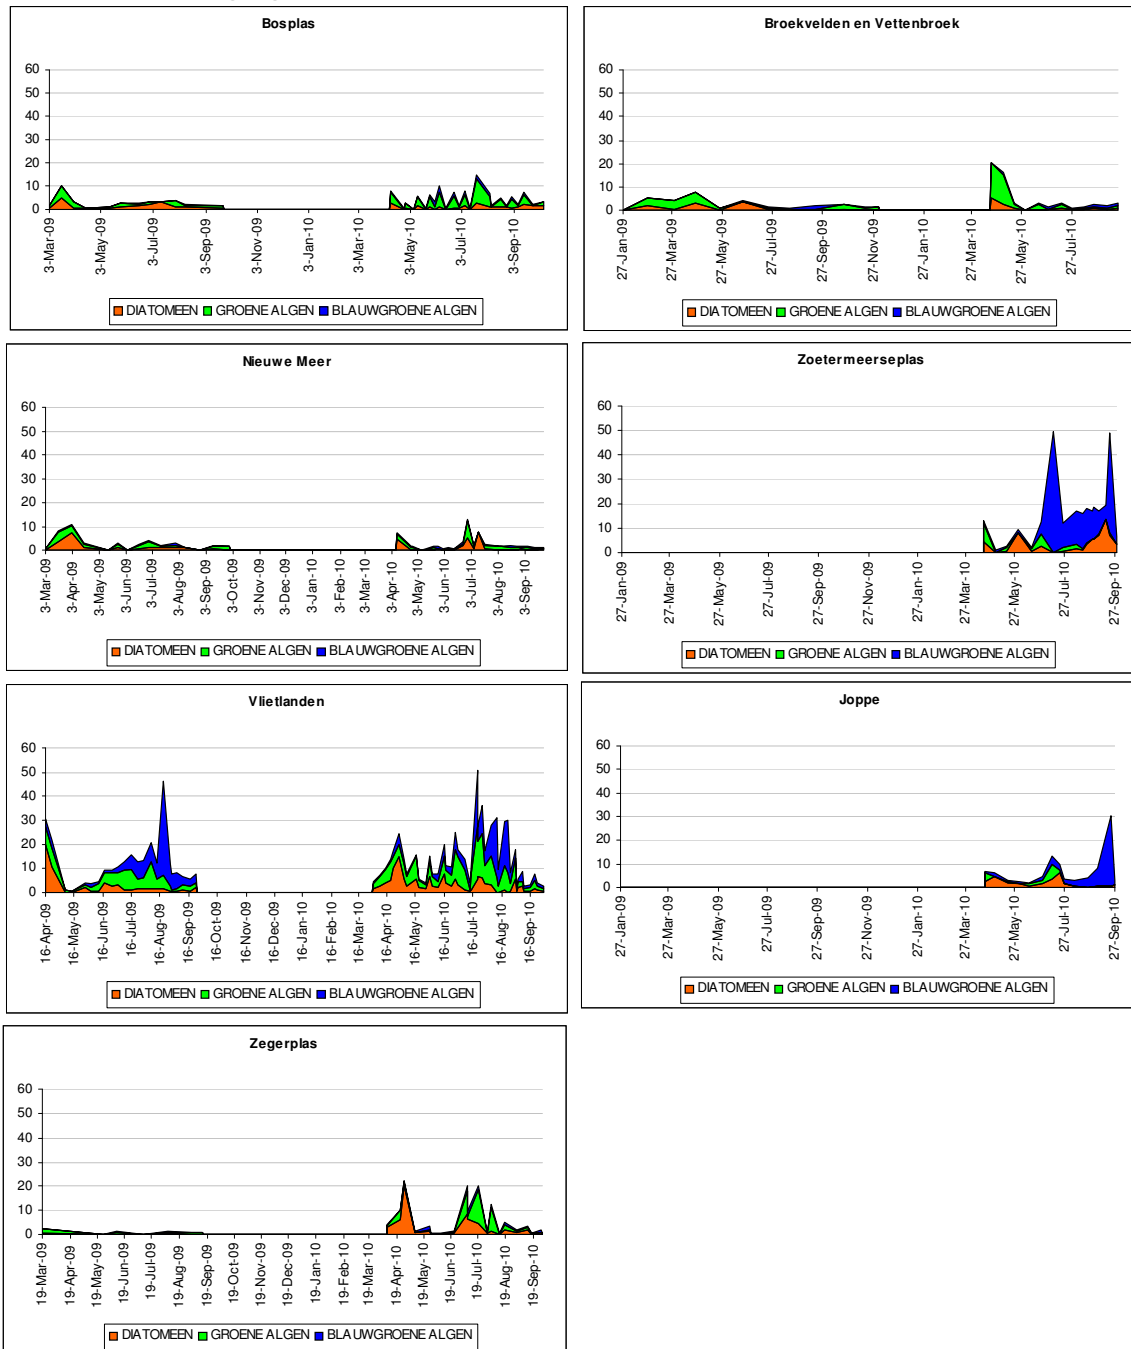 Bosplas
60
50
40
30
20
10
0
3-Mar-09
3-May-09
3-Jul-09
3-Sep-09
3-Nov-09
3-Jan-10
3-Mar-10
3-May-10
3-Jul-10
3-Sep-10
DIATOMEEN GROENE ALGEN BLAUWGROENE ALGEN
Broekvelden en Vettenbroek
60
50
40
30
20
10
0
27-Jan-09
27-Mar-09
27-May-09
27-Jul-09
27-Sep-09
27-Nov-09
27-Jan-10
27-Mar-10
27-May-10
27-Jul-10
DIATOMEEN GROENE ALGEN BLAUWGROENE ALGEN
Nieuwe Meer
60
50
40
30
20
10
0
3-Mar-09
3-Apr-09
3-May-09
3-Jun-09
3-Jul-09
3-Aug-09
3-Sep-09
3-Oct-09
3-Nov-09
3-Dec-09
3-Jan-10
3-Feb-10
3-Mar-10
3-Apr-10
3-May-10
3-Jun-10
3-Jul-10
3-Aug-10
3-Sep-10
DIATOMEEN GROENE ALGEN BLAUWGROENE ALGEN
Zoetermeerseplas
60
50
40
30
20
10
0
27-Jan-09
27-Mar-09
27-May-09
27-Jul-09
27-Sep-09
27-Nov-09
27-Jan-10
27-Mar-10
27-May-10
27-Jul-10
27-Sep-10
DIATOMEEN GROENE ALGEN BLAUWGROENE ALGEN
Vlietlanden
60
50
40
30
20
10
0
16-Apr-09
16-May-09
16-Jun-09
16-Jul-09
16-Aug-09
16-Sep-09
16-Oct-09
16-Nov-09
16-Dec-09
16-Jan-10
16-Feb-10
16-Mar-10
16-Apr-10
16-May-10
16-Jun-10
16-Jul-10
16-Aug-10
16-Sep-10
DIATOMEEN GROENE ALGEN BLAUWGROENE ALGEN
Joppe
60
50
40
30
20
10
0
27-Jan-09
27-Mar-09
27-May-09
27-Jul-09
27-Sep-09
27-Nov-09
27-Jan-10
27-Mar-10
27-May-10
27-Jul-10
27-Sep-10
DIATOMEEN GROENE ALGEN BLAUWGROENE ALGEN
Zegerplas
60
50
40
30
20
10
0
19-Mar-09
19-Apr-09
19-May-09
19-Jun-09
19-Jul-09
19-Aug-09
19-Sep-09
19-Oct-09
19-Nov-09
19-Dec-09
19-Jan-10
19-Feb-10
19-Mar-10
19-Apr-10
19-May-10
19-Jun-10
19-Jul-10
19-Aug-10
19-Sep-10
DIATOMEEN GROENE ALGEN BLAUWGROENE ALGEN